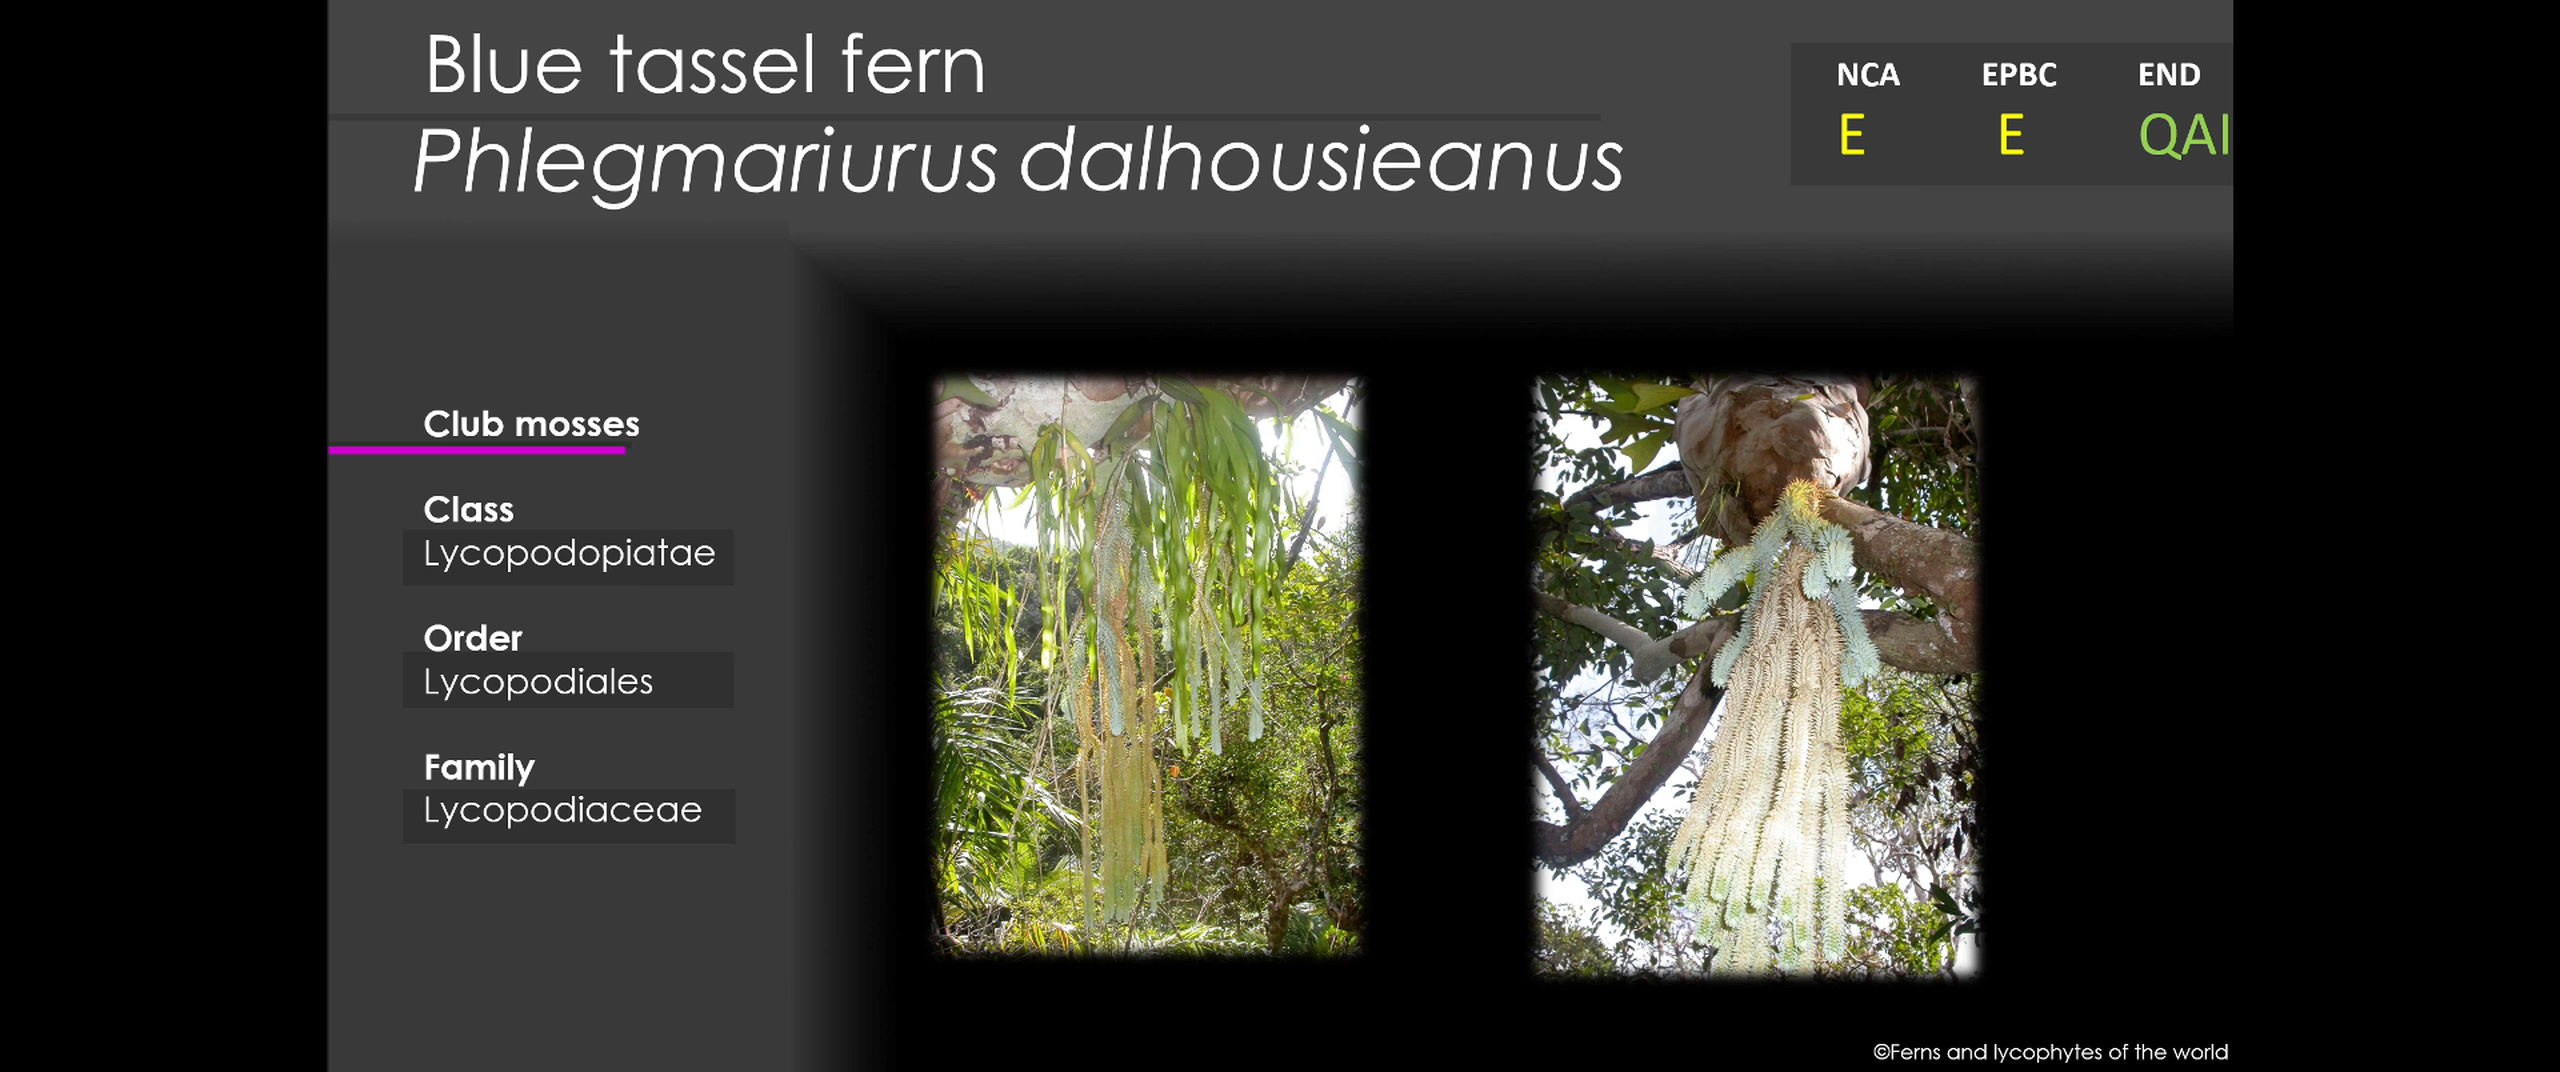 Blue tassel fern
Phlegmariurus dalhousieanus
NCA EPBC END
E E QAI
Club mosses
Class
Lycopodopiatae
Order
Lycopodiales
Family
Lycopodiaceae
©Ferns and lycophytes of the world